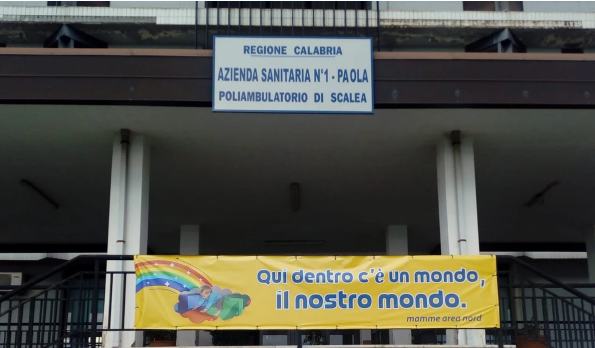 REGIONE CALABRIA
AZIENDA SANITARIA N°1 - PAOLA
POLIAMBULATORIO DI SCALEA
Qui dentro c'è un mondo,
il nostro mondo.
mamme area nord